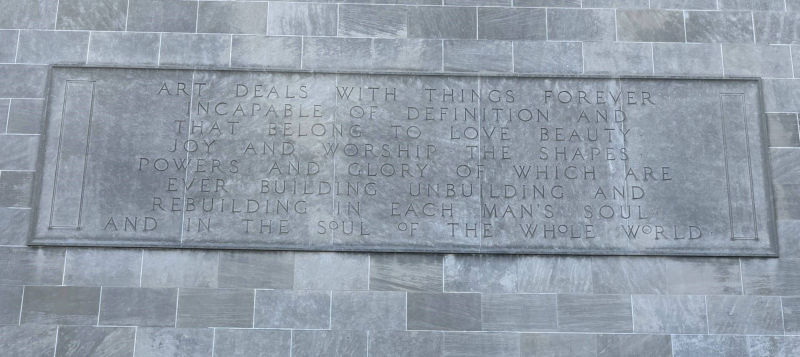 ART DEALS WITH THINGS FOREVER
INCAPABLE OF DEFINITION AND
THAT BELONG TO LOVE BEAUTY
JOY AND WORSHIP THE SHAPES
POWERS AND GLORY OF WHICH ARE
EVER BUILDING UNBUILDING AND
REBUILDING IN EACH MAN'S SOUL
AND IN THE SOUL OF THE WHOLE WORLD